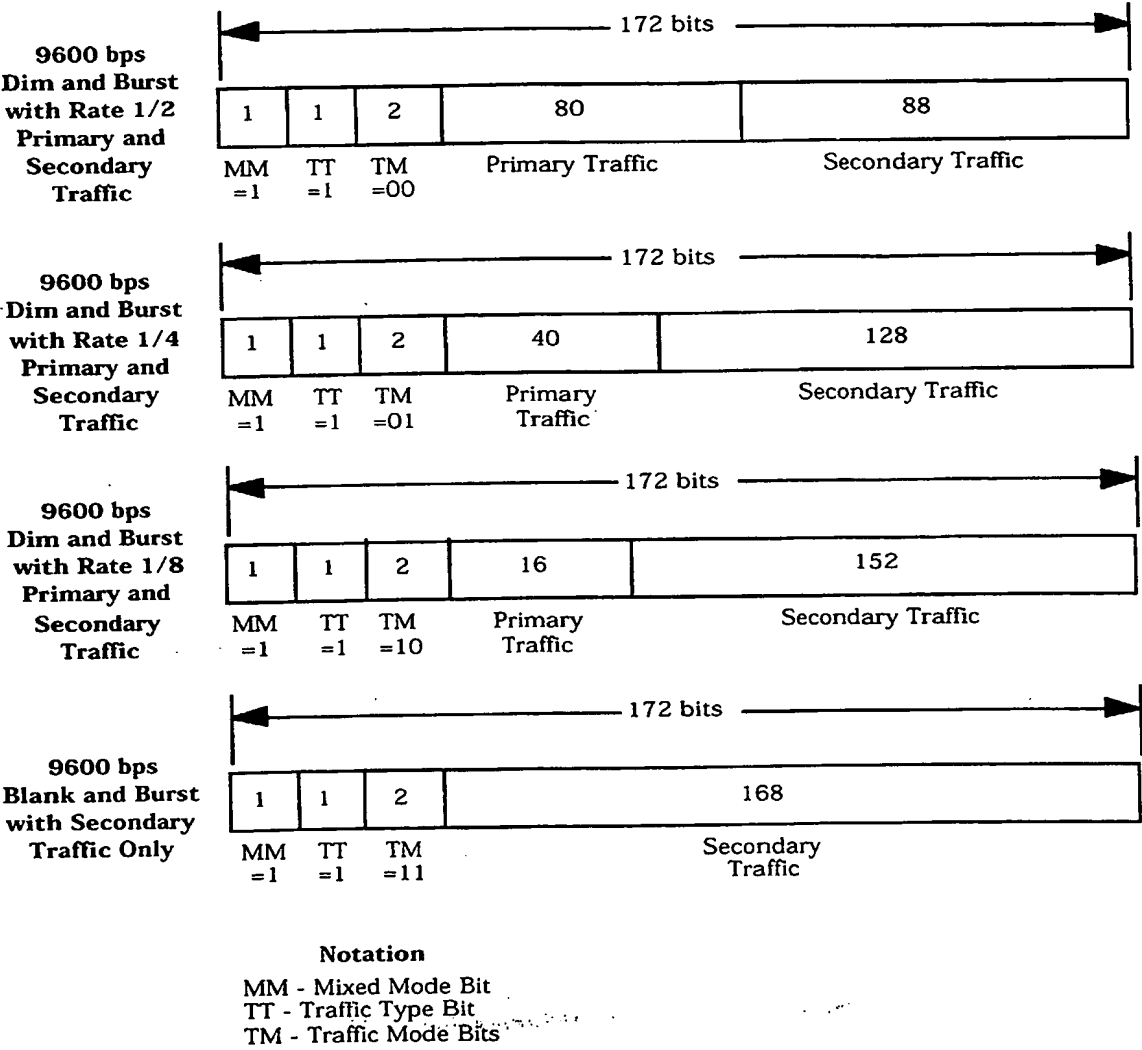 172 bits
9600 bps
Dim and Burst
with Rate 1/2
Primary and
Secondary
Traffic
1 1 2 80 88
MM TT TM Primary Traffic Secondary Traffic
=1 =1 =00
172 bits
9600 bps
Dim and Burst
with Rate 1/4
Primary and
Secondary
Traffic
1 1 2 40 128
MM TT TM Primary Secondary Traffic
=1 =1 =01 Traffic
172 bits
9600 bps
Dim and Burst
with Rate 1/8
Primary and
Secondary
Traffic
1 1 2 16 152
MM TT TM Primary Secondary Traffic
=1 =1 =10 Traffic
172 bits
9600 bps
Blank and Burst
with Secondary
Traffic Only
1 1 2 168
MM TT TM Secondary
=1 =1 =11 Traffic
Notation
MM - Mixed Mode Bit
TT - Traffic Type Bit
TM - Traffic Mode Bits